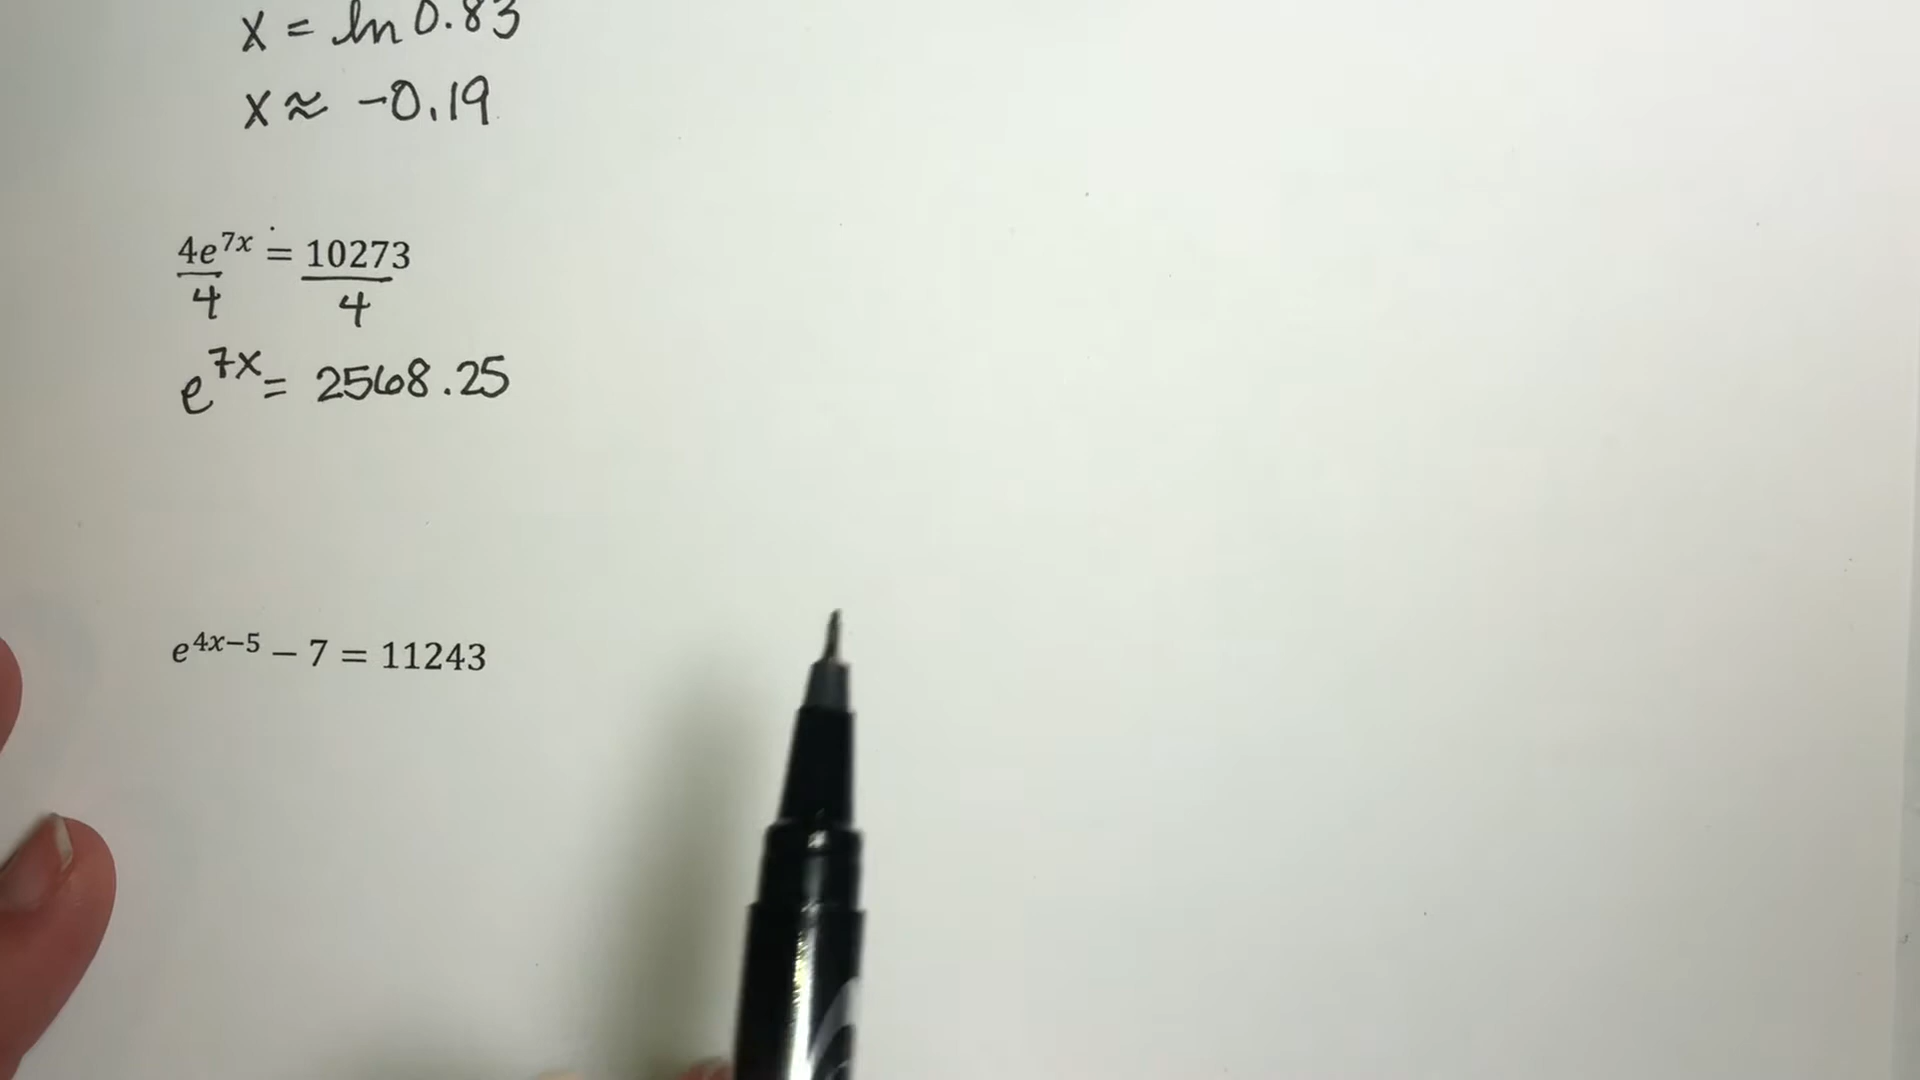 x = ln 0.83
x ≈ -0.19
4e^{7x} = 10273
4 4
e^{7x} = 2568.25
e^{4x-5} - 7 = 11243